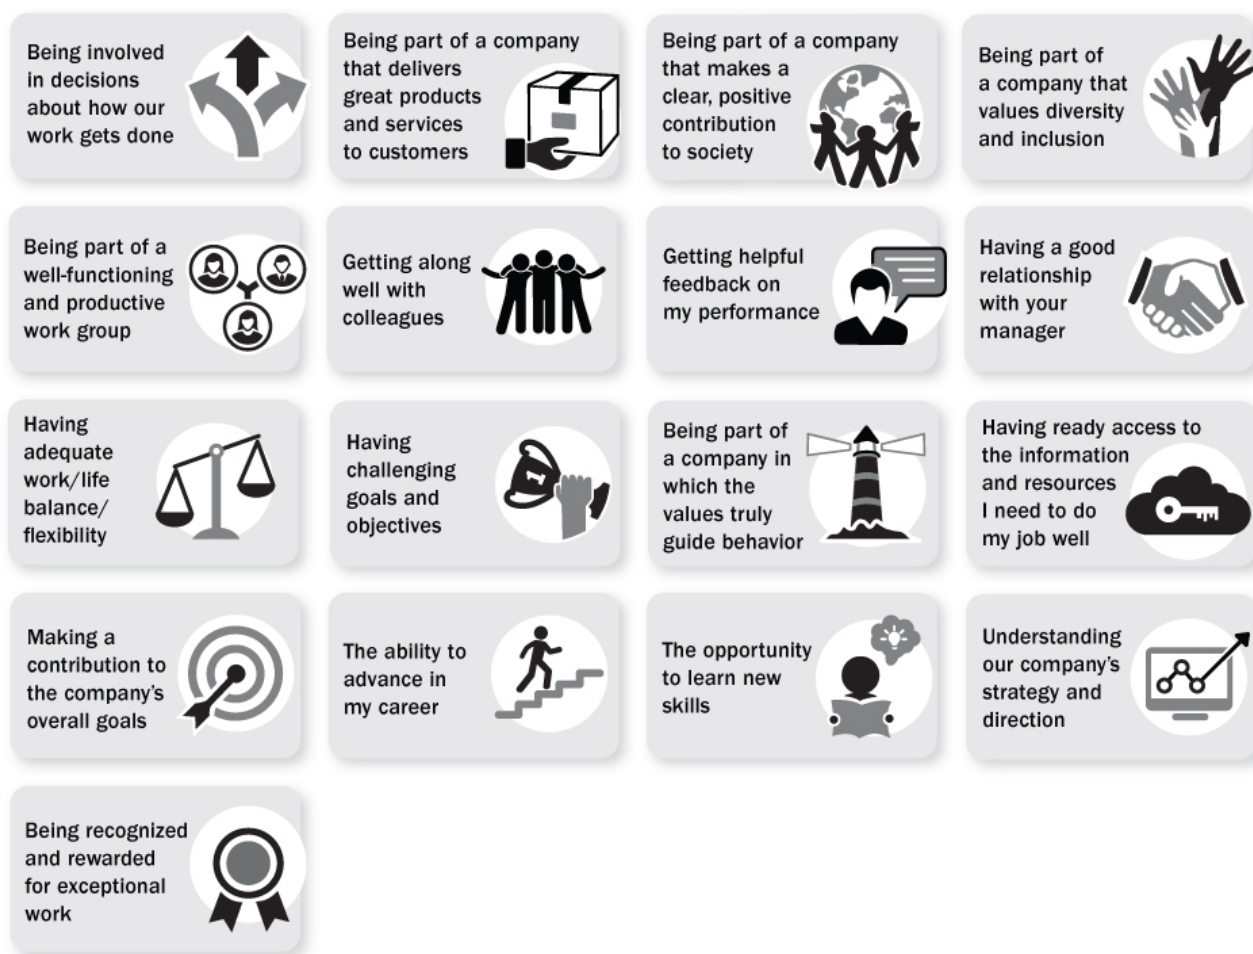 Being involved
in decisions
about how our
work gets done
Being part of a company
that delivers
great products
and services
to customers
Being part of a company
that makes a
clear, positive
contribution
to society
Being part of
a company that
values diversity
and inclusion
Being part of a
well-functioning
and productive
work group
Getting along
well with
colleagues
Getting helpful
feedback on
my performance
Having a good
relationship
with your
manager
Having
adequate
work/life
balance/
flexibility
Having
challenging
goals and
objectives
1
Being part of
a company in
which the
values truly
guide behavior
Having ready access to
the information
and resources
I need to do
my job well
Making a
contribution to
the company's
overall goals
The ability to
advance in
my career
The opportunity
to learn new
skills
Understanding
our company's
strategy and
direction
Being recognized
and rewarded
for exceptional
work